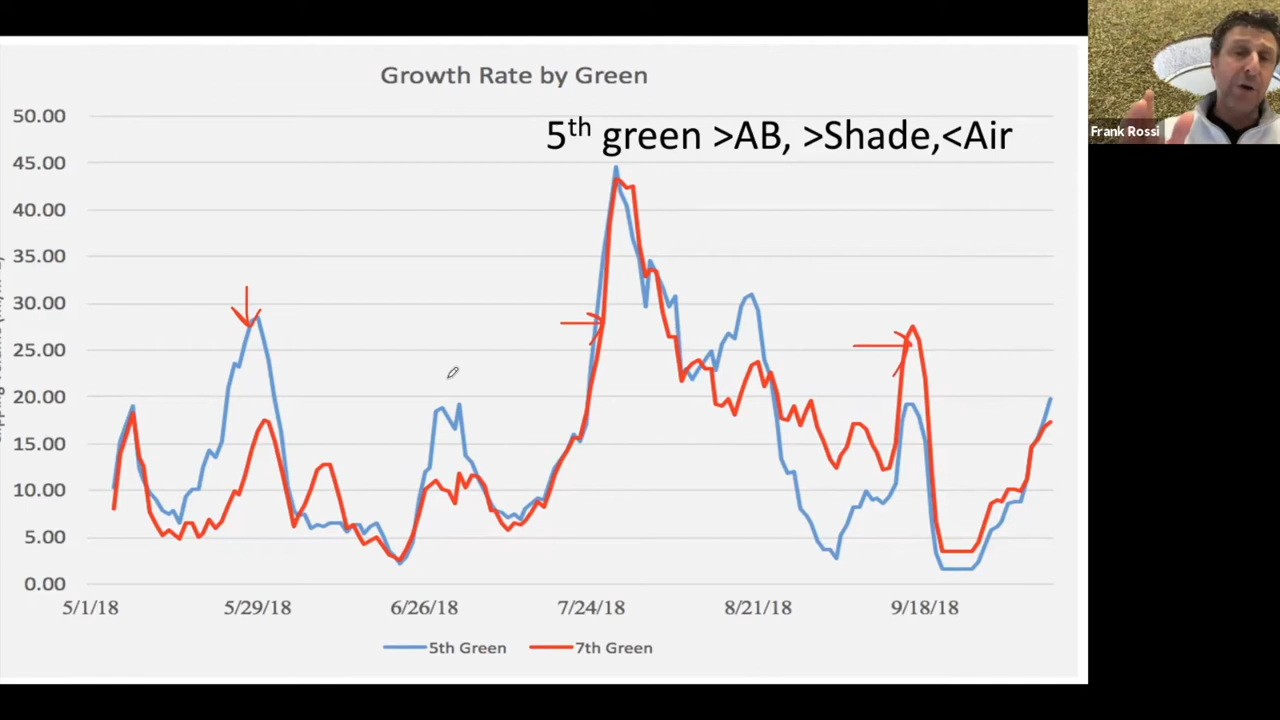 Growth Rate by Green
5th green >AB, >Shade,<Air
50.00
45.00
40.00
35.00
30.00
25.00
20.00
15.00
10.00
5.00
0.00
5/1/18 5/29/18 6/26/18 7/24/18 8/21/18 9/18/18
5th Green 7th Green
Frank Rossi